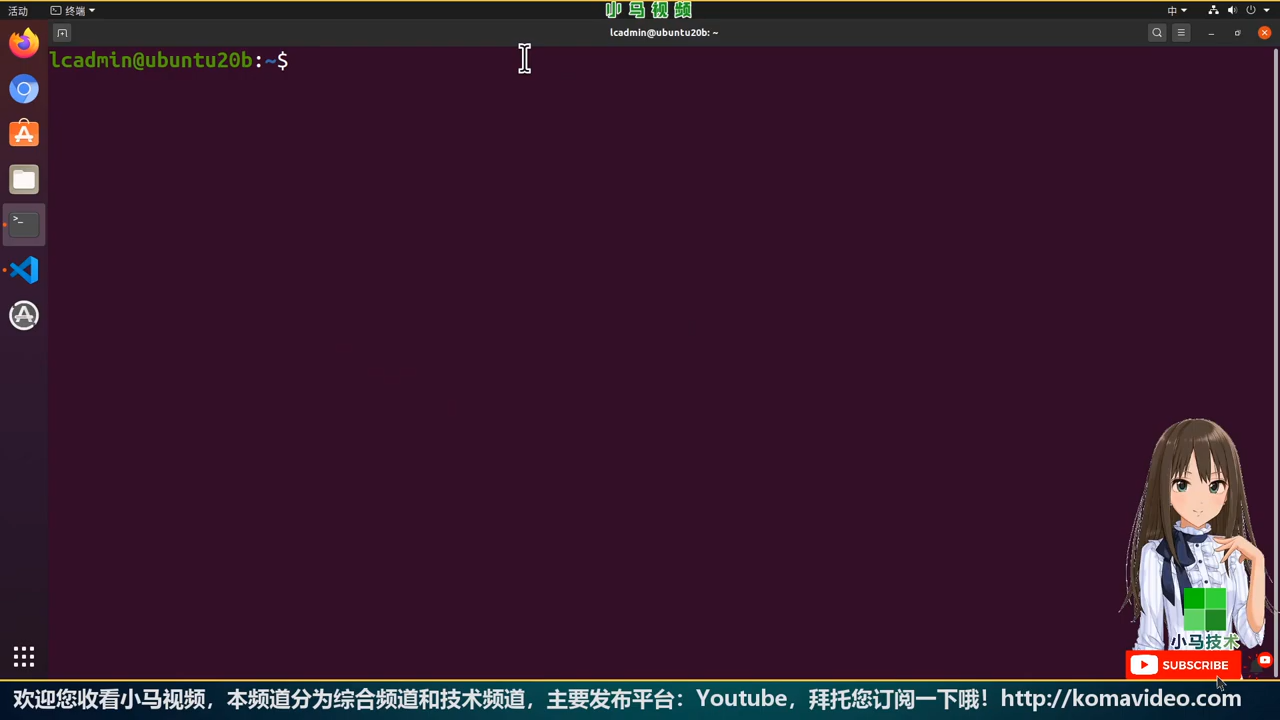 活动
终端
小马视频
中
lcadmin@ubuntu20b: ~
lcadmin@ubuntu20b:~$
小马技术
SUBSCRIBE
欢迎您收看小马视频，本频道分为综合频道和技术频道，主要发布平台：Youtube，拜托您订阅一下哦！http://komavideo.com